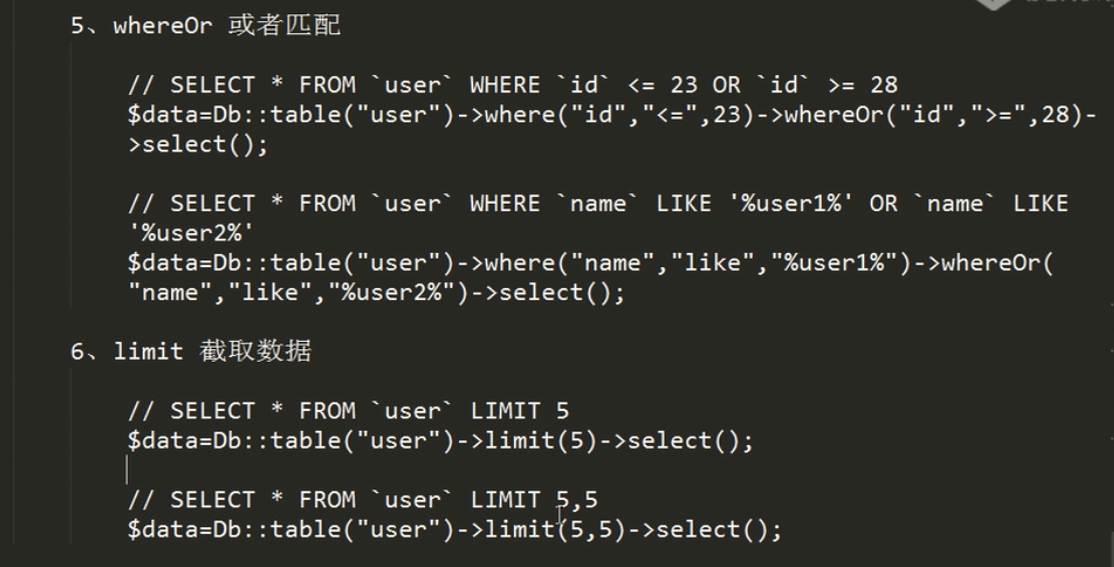 5、whereOr 或者匹配
// SELECT * FROM `user` WHERE `id` <= 23 OR `id` >= 28
$data=Db::table("user")->where("id","<=",23)->whereOr("id",">=",28)-
>select();
// SELECT * FROM `user` WHERE `name` LIKE '%user1%' OR `name` LIKE
'%user2%'
$data=Db::table("user")->where("name","like","%user1%")->whereOr(
"name","like","%user2%")->select();
6、limit 截取数据
// SELECT * FROM `user` LIMIT 5
$data=Db::table("user")->limit(5)->select();
// SELECT * FROM `user` LIMIT 5,5
$data=Db::table("user")->limit(5,5)->select();